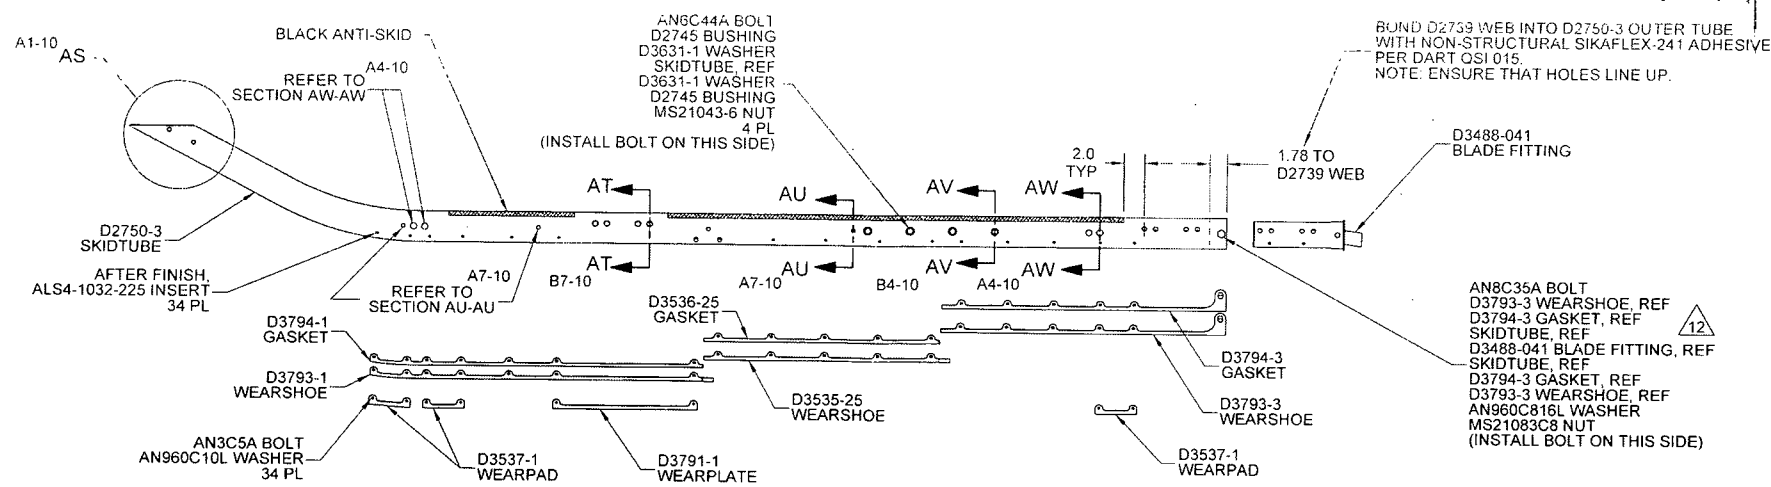 A1-10
AS
BLACK ANTI-SKID
A4-10
REFER TO
SECTION AW-AW
AN6C44A BOLT
D2745 BUSHING
D3631-1 WASHER
SKIDTUBE, REF
D3631-1 WASHER
D2745 BUSHING
MS21043-6 NUT
4 PL
(INSTALL BOLT ON THIS SIDE)
BOND D2739 WEB INTO D2750-3 OUTER TUBE
WITH NON-STRUCTURAL SIKAFLEX-241 ADHESIVE
PER DART QSI 015.
NOTE: ENSURE THAT HOLES LINE UP.
D3488-041
BLADE FITTING
2.0
TYP
1.78 TO
D2739 WEB
AT
AU
AV
AW
D2750-3
SKIDTUBE
AFTER FINISH,
ALS4-1032-225 INSERT
34 PL
A7-10
REFER TO
SECTION AU-AU
AT
B7-10
AU
A7-10
AV
B4-10
AW
A4-10
D3794-1
GASKET
D3793-1
WEARSHOE
AN3C5A BOLT
AN960C10L WASHER
34 PL
D3537-1
WEARPAD
D3791-1
WEARPLATE
D3536-25
GASKET
D3535-25
WEARSHOE
D3794-3
GASKET
D3793-3
WEARSHOE
D3537-1
WEARPAD
AN8C35A BOLT
D3793-3 WEARSHOE, REF
D3794-3 GASKET, REF
SKIDTUBE, REF
D3488-041 BLADE FITTING, REF
SKIDTUBE, REF
D3794-3 GASKET, REF
D3793-3 WEARSHOE, REF
AN960C816L WASHER
MS21083C8 NUT
(INSTALL BOLT ON THIS SIDE)
12